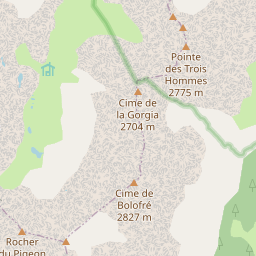 Pointe
des Trois
Hommes
2775 m
Cime de
la Gorgia
2704 m
Cime de
Bolofré
2827 m
Rocher
du Pigeon